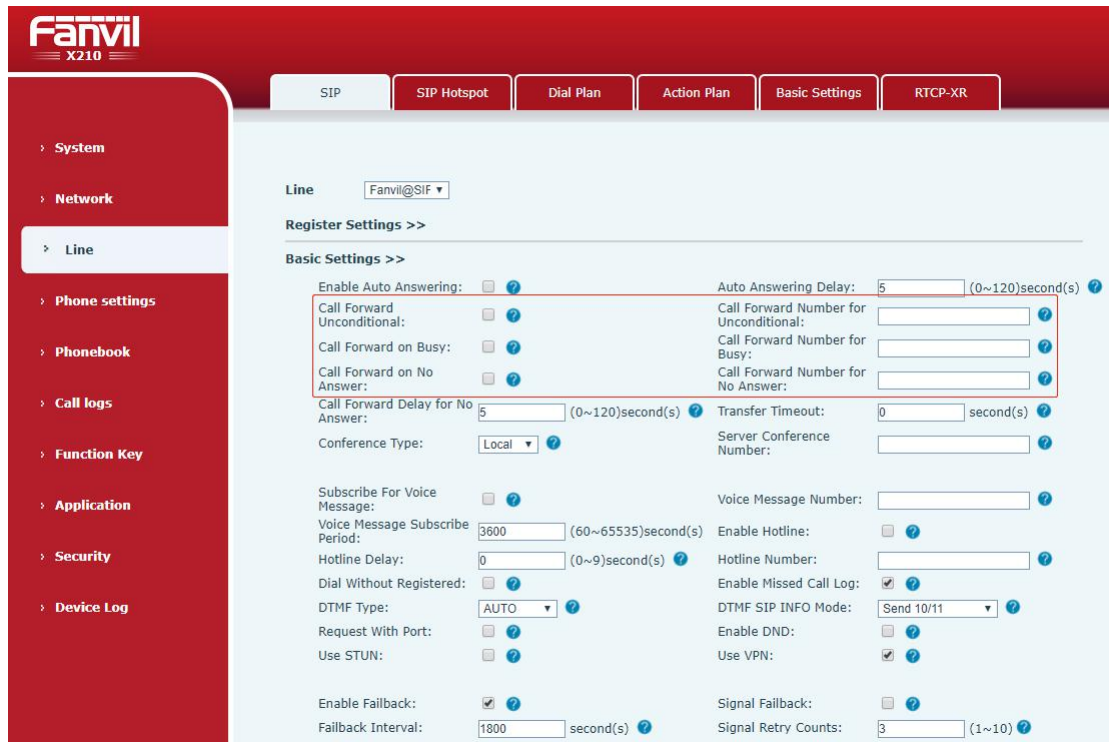 Fanvil
X210
SIP
SIP Hotspot
Dial Plan
Action Plan
Basic Settings
RTCP-XR
› System
› Network
› Line
› Phone settings
› Phonebook
› Call logs
› Function Key
› Application
› Security
› Device Log
Line Fanvil@SIF
Register Settings >>
Basic Settings >>
Enable Auto Answering: Auto Answering Delay: 5 (0~120)second(s)
Call Forward
Unconditional:
Call Forward Number for
Unconditional:
Call Forward on Busy:
Call Forward Number for
Busy:
Call Forward on No
Answer:
Call Forward Number for
No Answer:
Call Forward Delay for No
Answer:
5 (0~120)second(s)
Transfer Timeout: 0 second(s)
Conference Type: Local
Server Conference
Number:
Subscribe For Voice
Message:
Voice Message Number:
Voice Message Subscribe
Period:
3600 (60~65535)second(s)
Enable Hotline:
Hotline Delay: 0 (0~9)second(s) Hotline Number:
Dial Without Registered: Enable Missed Call Log:
DTMF Type: AUTO DTMF SIP INFO Mode: Send 10/11
Request With Port: Enable DND:
Use STUN: Use VPN:
Enable Failback: Signal Failback:
Failback Interval: 1800 second(s) Signal Retry Counts: 3 (1~10)